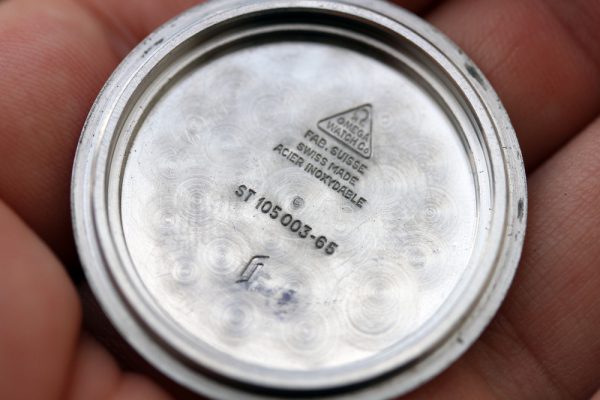 Ω
OMEGA
WATCH CO
FAB. SUISSE
SWISS MADE
ACIER INOXYDABLE
ST 105 003-65